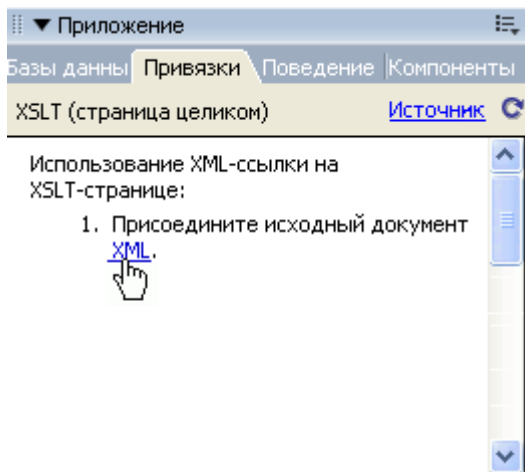 Приложение
Базы данны Привязки Поведение Компоненты
XSLT (страница целиком) Источник
Использование XML-ссылки на
XSLT-странице:
1. Присоедините исходный документ
XML.